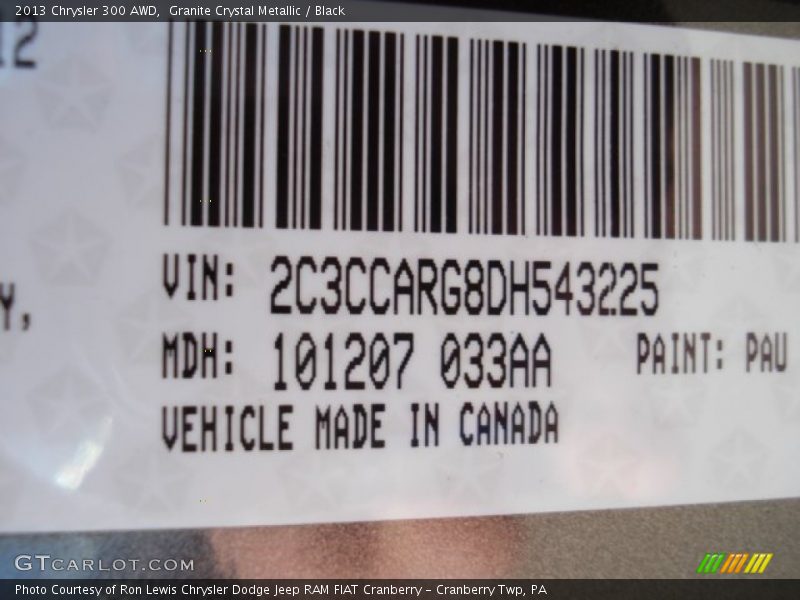 2013 Chrysler 300 AWD, Granite Crystal Metallic / Black
VIN: 2C3CCARG8DH543225
MDH: 101207 033AA PAINT: PAU
VEHICLE MADE IN CANADA
GTCARLOT.COM
Photo Courtesy of Ron Lewis Chrysler Dodge Jeep RAM FIAT Cranberry - Cranberry Twp, PA